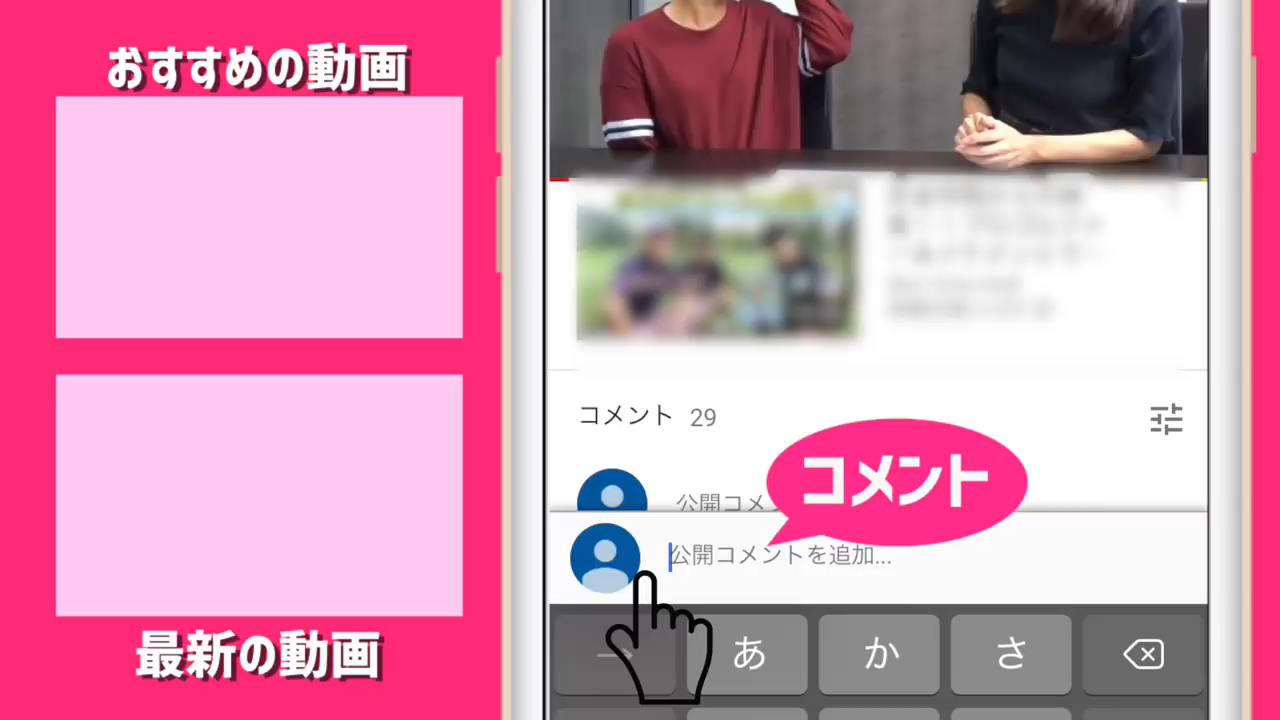 おすすめの動画
最新の動画
コメント 29
コメント
公開コメ
公開コメントを追加...
あ
か
さ